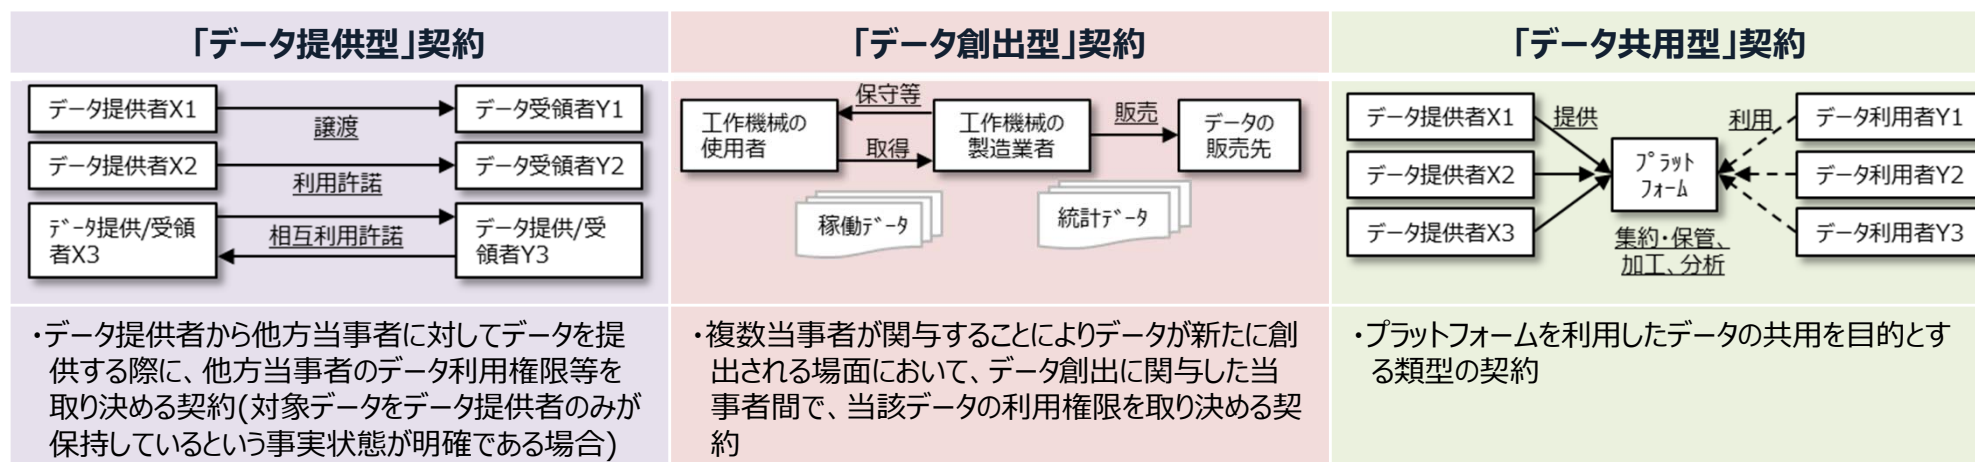 「データ提供型」契約
データ提供者X1
譲渡
データ受領者Y1
データ提供者X2
利用許諾
データ受領者Y2
ﾃﾞｰﾀ提供/受領
者X3
相互利用許諾
データ提供/受
領者Y3
・データ提供者から他方当事者に対してデータを提
供する際に、他方当事者のデータ利用権限等を
取り決める契約(対象データをデータ提供者のみが
保持しているという事実状態が明確である場合)
「データ創出型」契約
工作機械の
使用者
保守等
取得
工作機械の
製造業者
販売
データの
販売先
稼働ﾃﾞｰﾀ
統計ﾃﾞｰﾀ
・複数当事者が関与することによりデータが新たに創
出される場面において、データ創出に関与した当
事者間で、当該データの利用権限を取り決める契
約
「データ共用型」契約
データ提供者X1
データ提供者X2
データ提供者X3
提供
ﾌﾟﾗｯﾄ
ﾌｫｰﾑ
集約・保管、
加工、分析
利用
データ利用者Y1
データ利用者Y2
データ利用者Y3
・プラットフォームを利用したデータの共用を目的とす
る類型の契約